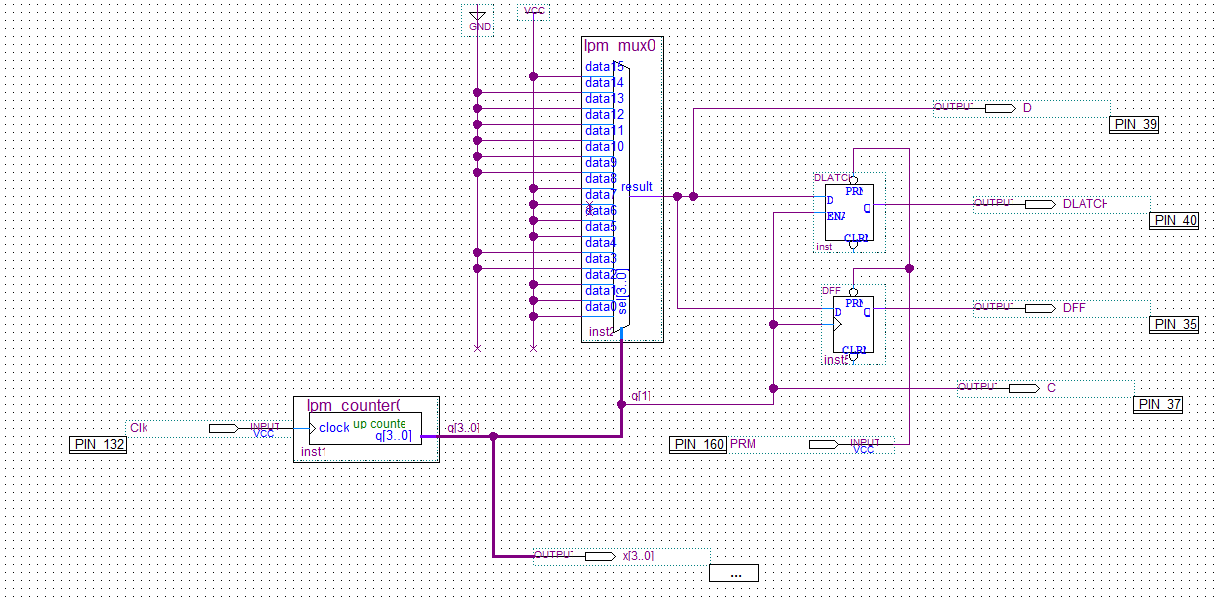 VCC
GND
lpm_mux0
data15
data14
data13
data12
data11
data10
data9
data8
data7
data6
data5
data4
data3
data2
data1
data0
sel[3..0]
result
inst2
OUTPUT D
PIN_39
DLATCH
PRN
D Q
ENA
CLRN
inst
OUTPUT DLATCH
PIN_40
DFF
PRN
D Q
CLRN
inst5
OUTPUT DFF
PIN_35
OUTPUT C
PIN_37
q[1]
lpm_counter(
clock up counte
q[3..0]
inst1
q[3..0]
Clk INPUT
VCC
PIN_132
PIN_160 PRM INPUT
VCC
OUTPUT x[3..0]
...